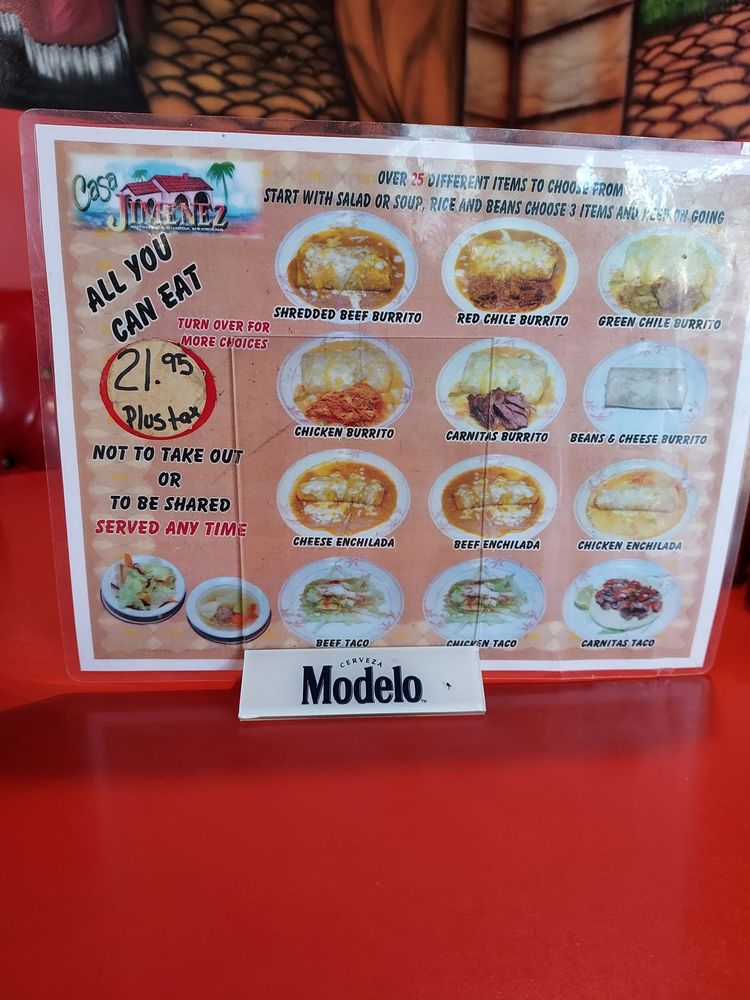 Casa
JIMENEZ
AUTENTICA COMIDA MEXICANA
OVER 25 DIFFERENT ITEMS TO CHOOSE FROM
START WITH SALAD OR SOUP, RICE AND BEANS CHOOSE 3 ITEMS AND KEEP ON GOING
ALL YOU
CAN EAT
TURN OVER FOR
MORE CHOICES
21.95
Plus tax
NOT TO TAKE OUT
OR
TO BE SHARED
SERVED ANY TIME
SHREDDED BEEF BURRITO
RED CHILE BURRITO
GREEN CHILE BURRITO
CHICKEN BURRITO
CARNITAS BURRITO
BEANS & CHEESE BURRITO
CHEESE ENCHILADA
BEEF ENCHILADA
CHICKEN ENCHILADA
BEEF TACO
CHICKEN TACO
CARNITAS TACO
CERVEZA
Modelo